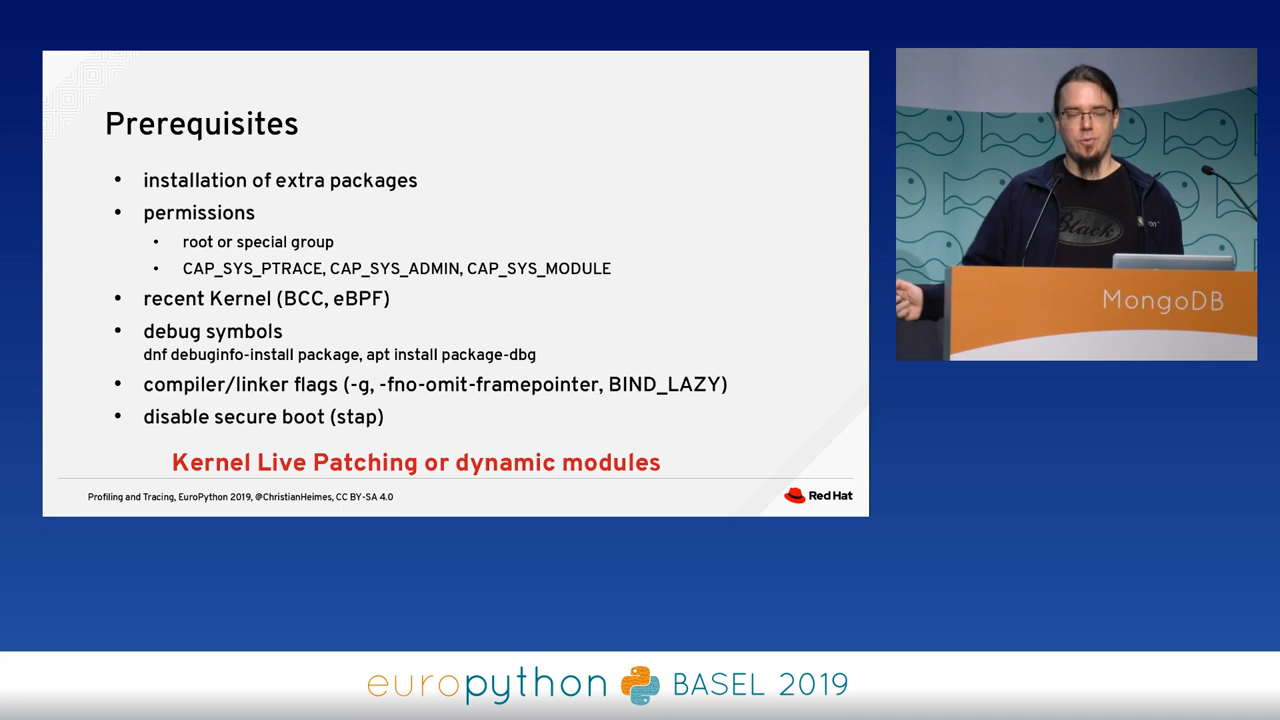 Prerequisites
• installation of extra packages
• permissions
• root or special group
• CAP_SYS_PTRACE, CAP_SYS_ADMIN, CAP_SYS_MODULE
• recent Kernel (BCC, eBPF)
• debug symbols
dnf debuginfo-install package, apt install package-dbg
• compiler/linker flags (-g, -fno-omit-framepointer, BIND_LAZY)
• disable secure boot (stap)
Kernel Live Patching or dynamic modules
Profiling and Tracing, EuroPython 2019, @ChristianHeimes, CC BY-SA 4.0
Red Hat
Black
MongoDB
europython BASEL 2019